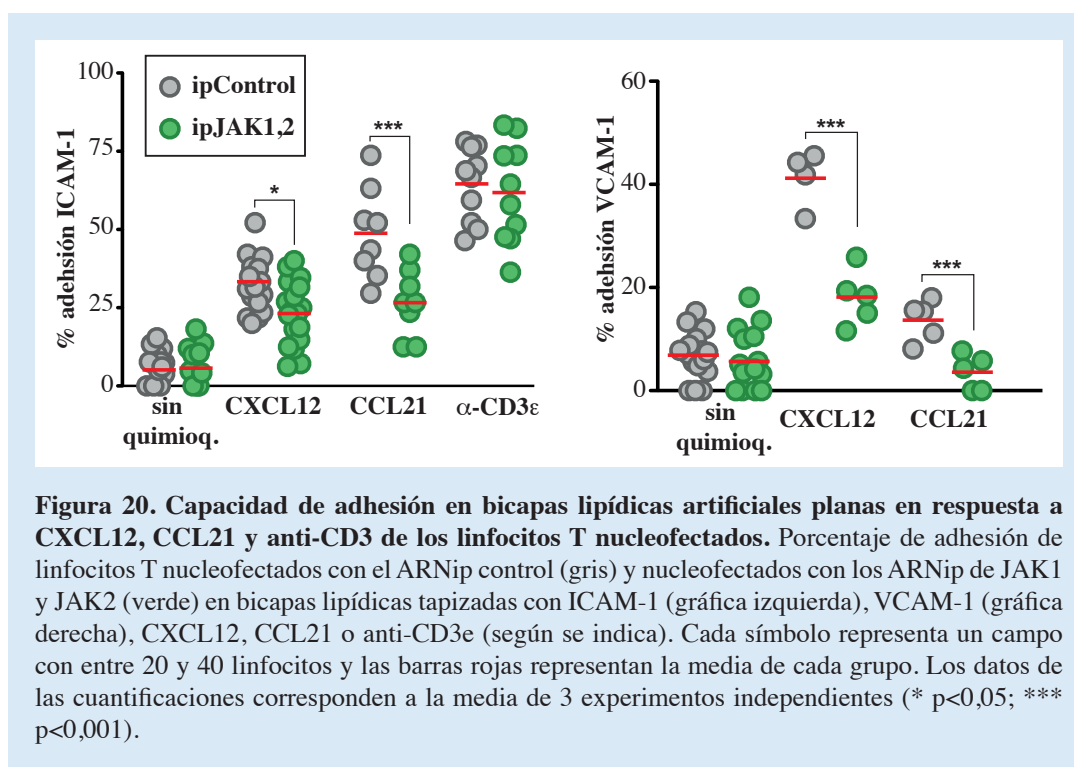 100
75
50
25
0
% adehsión ICAM-1
ipControl
ipJAK1,2
*
***
sin
quimioq.
CXCL12
CCL21
α-CD3ε
60
40
20
0
% adehsión VCAM-1
***
***
sin
quimioq.
CXCL12
CCL21
Figura 20. Capacidad de adhesión en bicapas lipídicas artificiales planas en respuesta a
CXCL12, CCL21 y anti-CD3 de los linfocitos T nucleofectados. Porcentaje de adhesión de
linfocitos T nucleofectados con el ARNip control (gris) y nucleofectados con los ARNip de JAK1
y JAK2 (verde) en bicapas lipídicas tapizadas con ICAM-1 (gráfica izquierda), VCAM-1 (gráfica
derecha), CXCL12, CCL21 o anti-CD3e (según se indica). Cada símbolo representa un campo
con entre 20 y 40 linfocitos y las barras rojas representan la media de cada grupo. Los datos de
las cuantificaciones corresponden a la media de 3 experimentos independientes (* p<0,05; ***
p<0,001).